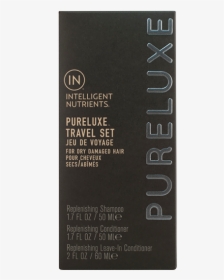 IN
INTELLIGENT
NUTRIENTS.
PURELUXE
TRAVEL SET
JEU DE VOYAGE
FOR DRY DAMAGED HAIR
POUR CHEVEUX
SECS/ABÎMÉS
Replenishing Shampoo
1.7 FL OZ / 50 ML e
Replenishing Conditioner
1.7 FL OZ / 50 ML e
Replenishing Leave-In Conditioner
2 FL OZ / 60 ML e
PURELUXE